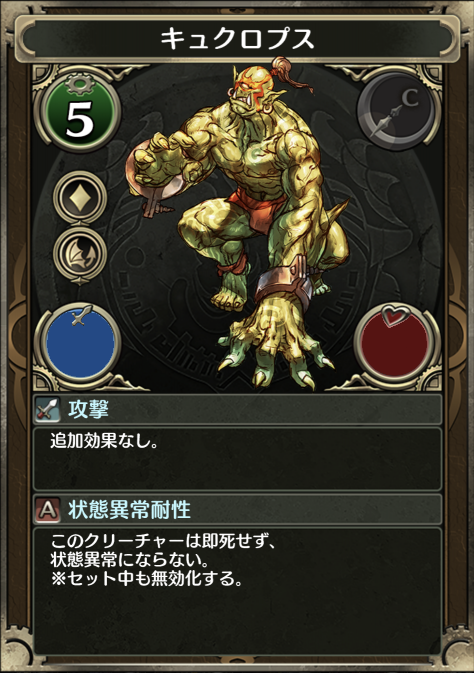 キュクロプス
5
C
攻撃
追加効果なし。
A 状態異常耐性
このクリーチャーは即死せず、
状態異常にならない。
※セット中も無効化する。